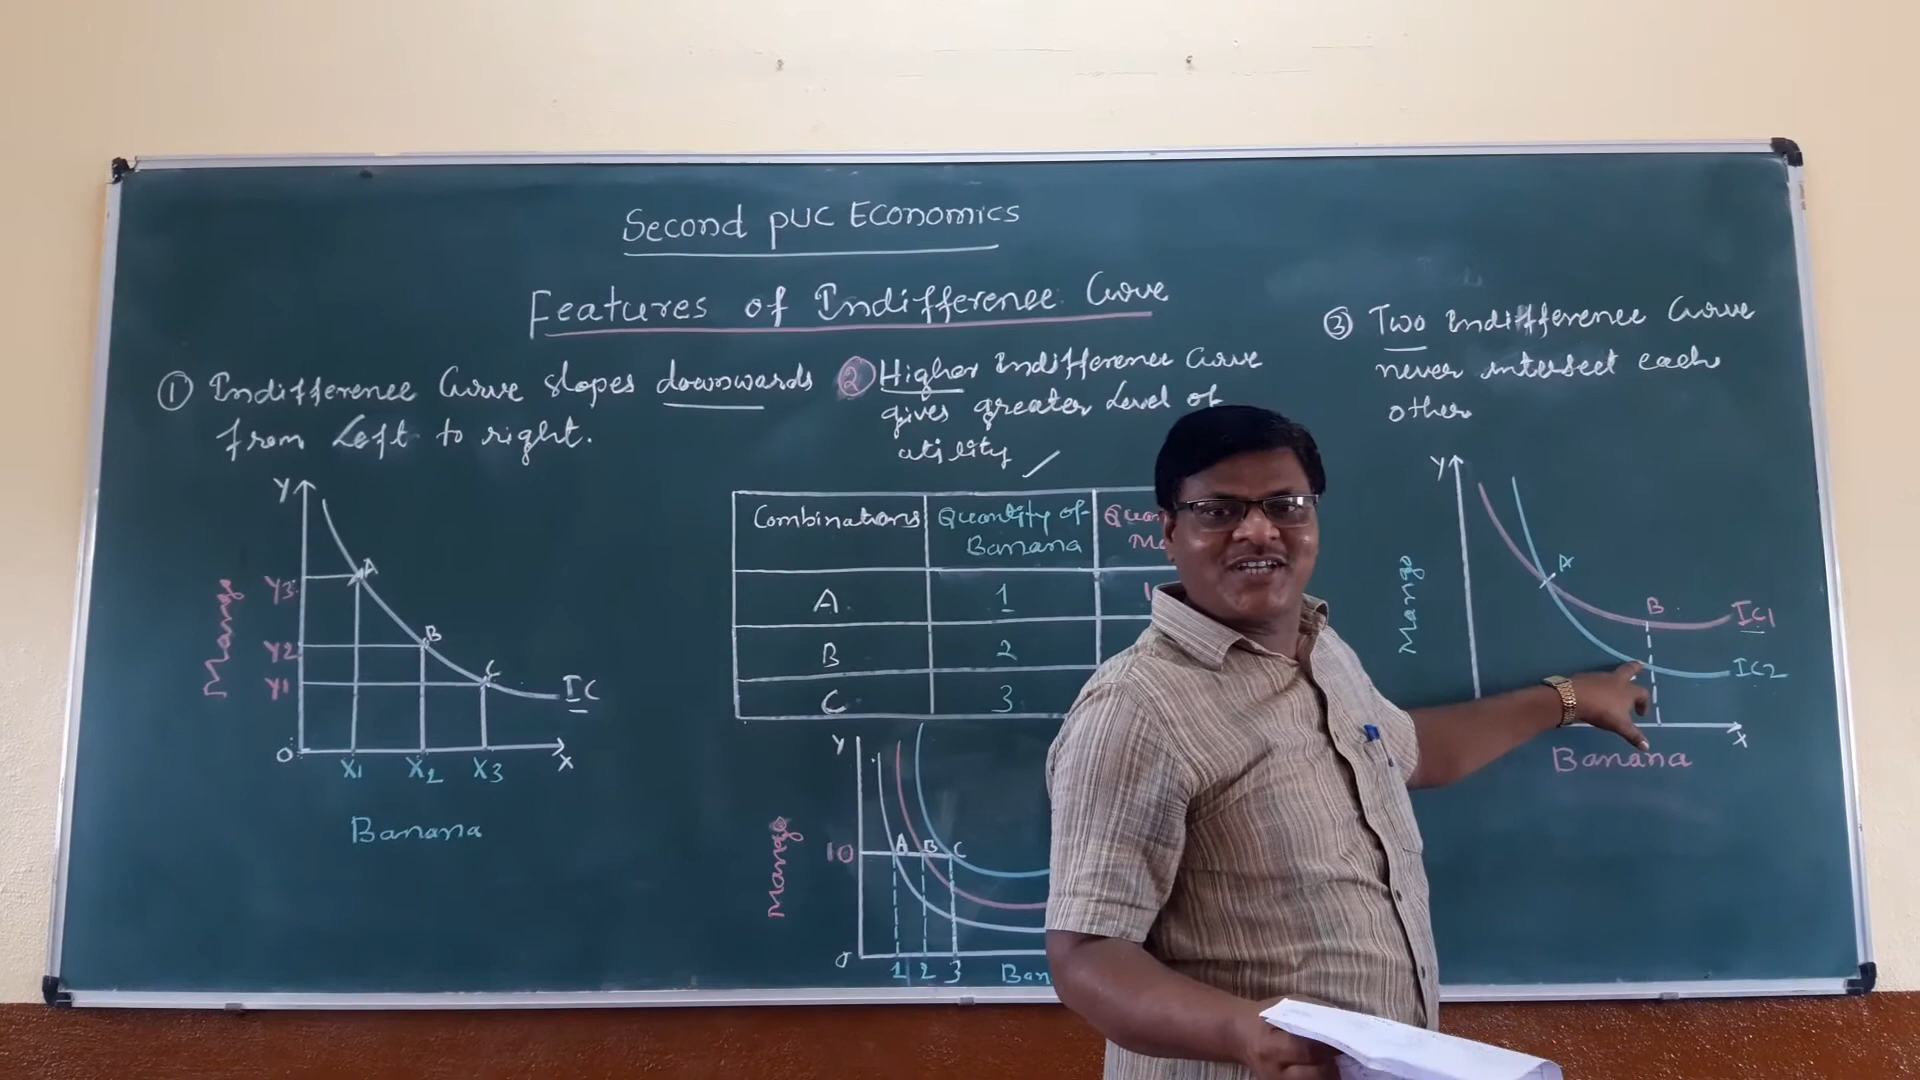 Second PUC Economics
Features of Indifference Curve
① Indifference Curve slopes downwards
from Left to right.
Y
A
Y3
B
Y2
C
Y1
IC
Mango
O
X1 X2 X3 X
Banana
② Higher Indifference Curve
gives greater Level of
utility
Combinations Quantity of Banana
A 1
B 2
C 3
Y
10 A B C
Mango
1 2 3
③ Two Indifference Curve
never intersect each
other
Y
A
B
IC1
IC2
Mango
X
Banana